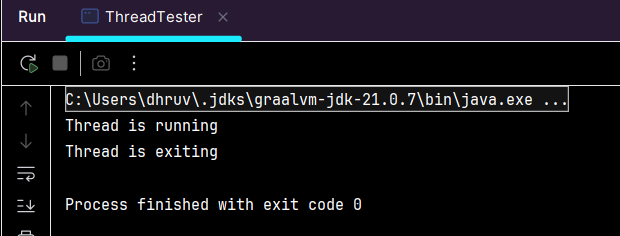 Run ThreadTester
C:\Users\dhruv\.jdks\graalvm-jdk-21.0.7\bin\java.exe ...
Thread is running
Thread is exiting
Process finished with exit code 0